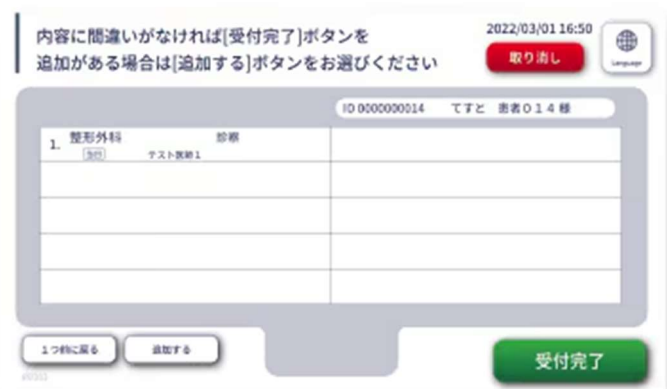 内容に間違いがなければ[受付完了]ボタンを
追加がある場合は[追加する]ボタンをお選びください
2022/03/01 16:50
取り消し
Language
ID 0000000014 てすと 患者014様
1. 整形外科 診察
当日 テスト医師1
1つ前に戻る
追加する
受付完了